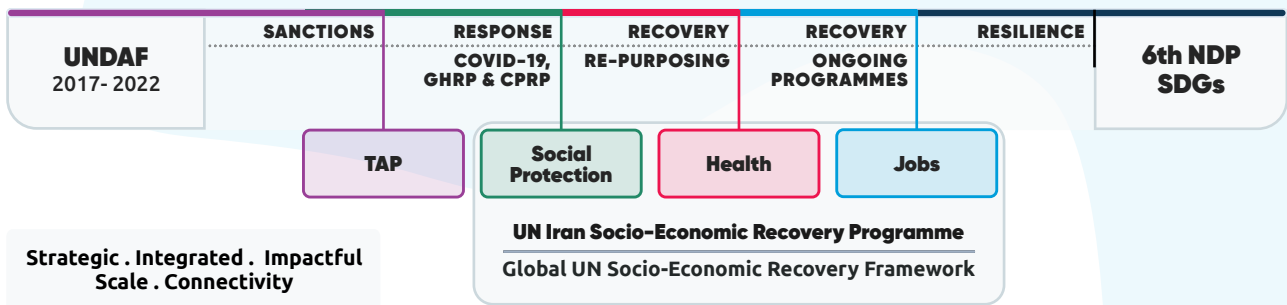 UNDAF
2017- 2022
SANCTIONS
RESPONSE
COVID-19,
GHRP & CPRP
RECOVERY
RE-PURPOSING
RECOVERY
ONGOING
PROGRAMMES
RESILIENCE
6th NDP
SDGs
TAP
Social
Protection
Health
Jobs
UN Iran Socio-Economic Recovery Programme
Global UN Socio-Economic Recovery Framework
Strategic . Integrated . Impactful
Scale . Connectivity